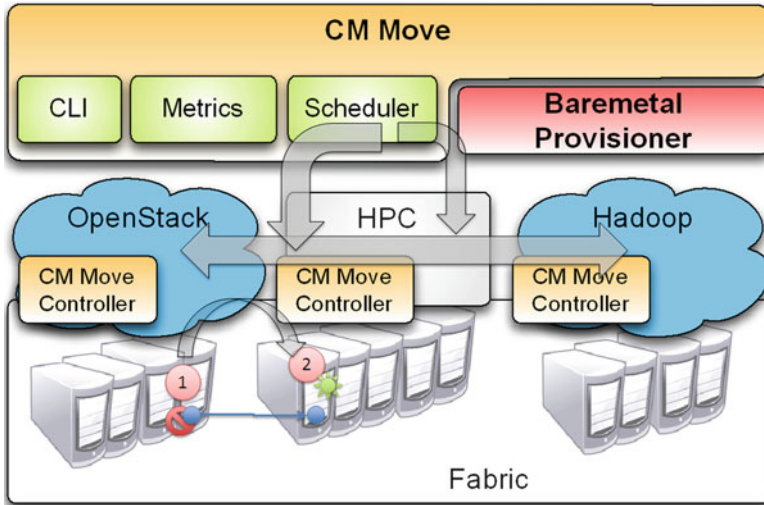 CM Move
CLI
Metrics
Scheduler
Baremetal
Provisioner
OpenStack
HPC
Hadoop
CM Move
Controller
CM Move
Controller
CM Move
Controller
1
2
Fabric